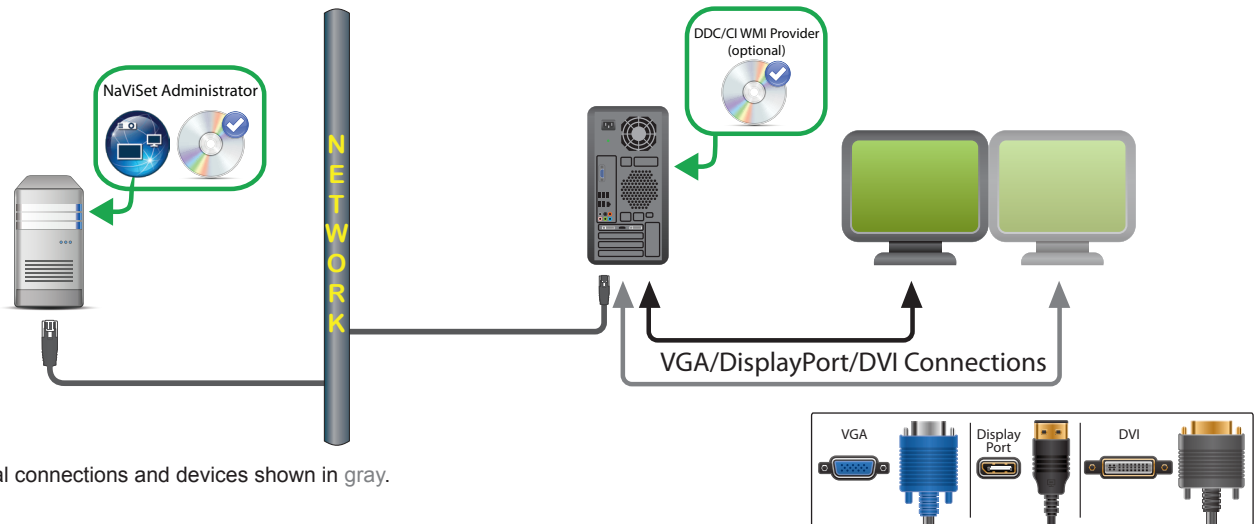 DDC/CI WMI Provider
(optional)
NaViSet Administrator
NETWORK
VGA/DisplayPort/DVI Connections
VGA
Display
Port
DVI
connections and devices shown in gray.